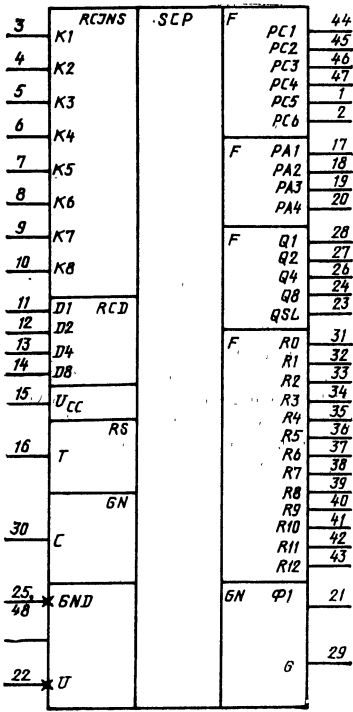 RCJNS SCP F 44
3 K1 PC1 45
4 K2 PC2 46
5 K3 PC3 47
6 K4 PC4 1
7 K5 PC5 2
8 K6 PC6
9 K7 F PA1 17
10 K8 PA2 18
PA3 19
PA4 20
F Q1 28
Q2 27
Q4 26
Q8 24
QSL 23
11 D1 RCD
12 D2
13 D4
14 D8
15 UCC
F R0 31
R1 32
R2 33
R3 34
R4 35
R5 36
R6 37
R7 38
R8 39
R9 40
R10 41
R11 42
R12 43
RS
16 T
GN
30 C
25, 48 GND
22 U
GN Φ1 21
G 29